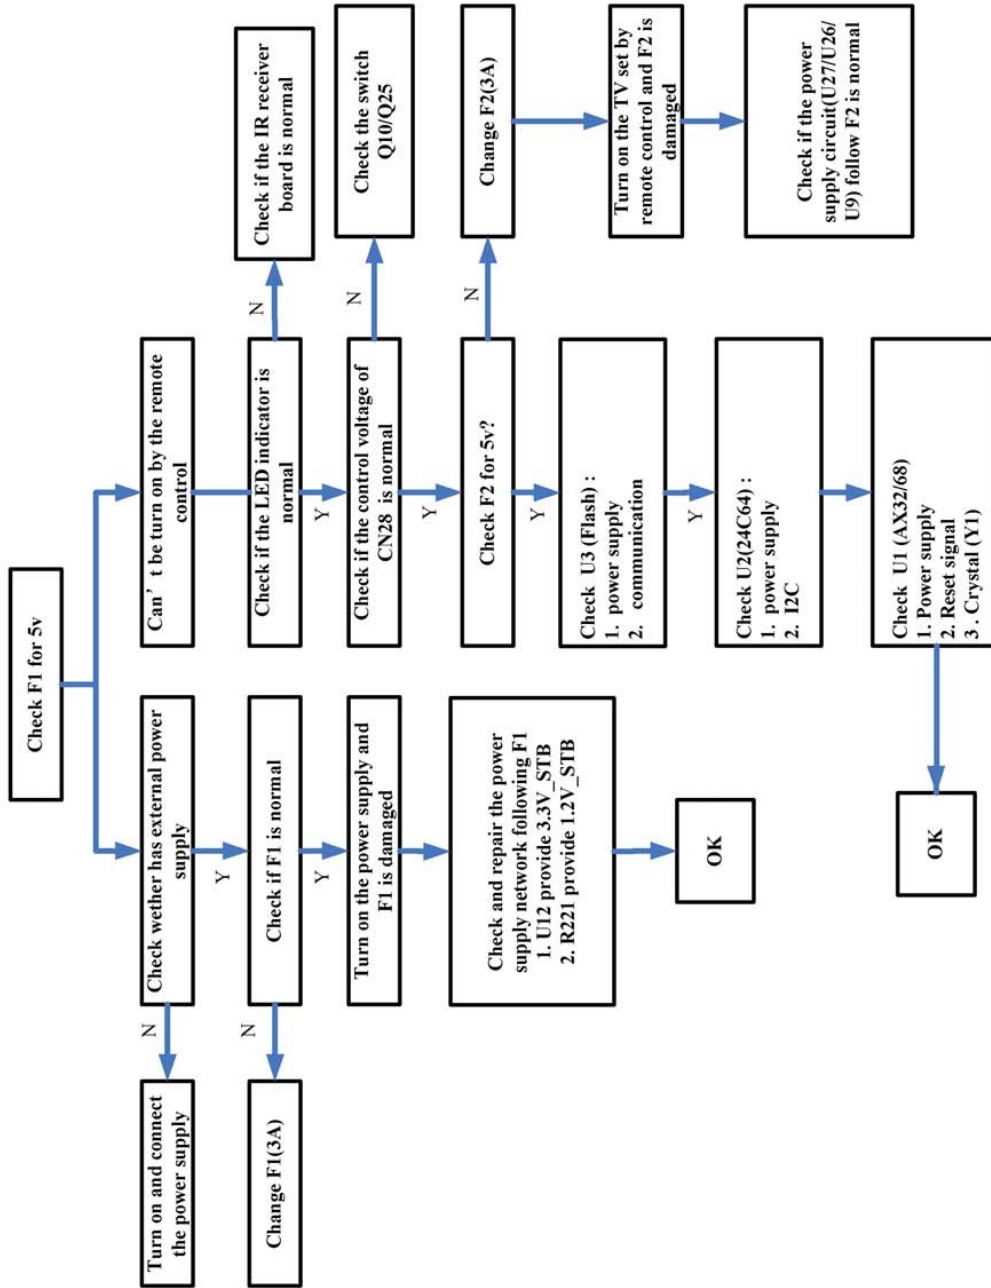 Check F1 for 5v
Check wether has external power
supply
N
Turn on and connect
the power supply
Y
Check if F1 is normal
N
Change F1(3A)
Y
Turn on the power supply and
F1 is damaged
Check and repair the power
supply network following F1
1. U12 provide 3.3V_STB
2. R221 provide 1.2V_STB
OK
Can’t be turn on by the remote
control
Check if the LED indicator is
normal
N
Check if the IR receiver
board is normal
Y
Check if the control voltage of
CN28 is normal
N
Check the switch
Q10/Q25
Y
Check F2 for 5v?
N
Change F2(3A)
Turn on the TV set by
remote control and F2 is
damaged
Check if the power
supply circuit(U27/U26/
U9) follow F2 is normal
Y
Check U3 (Flash) :
1. power supply
2. communication
Y
Check U2(24C64) :
1. power supply
2. I2C
Check U1 (AX32/68)
1. Power supply
2. Reset signal
3 . Crystal (Y1)
OK